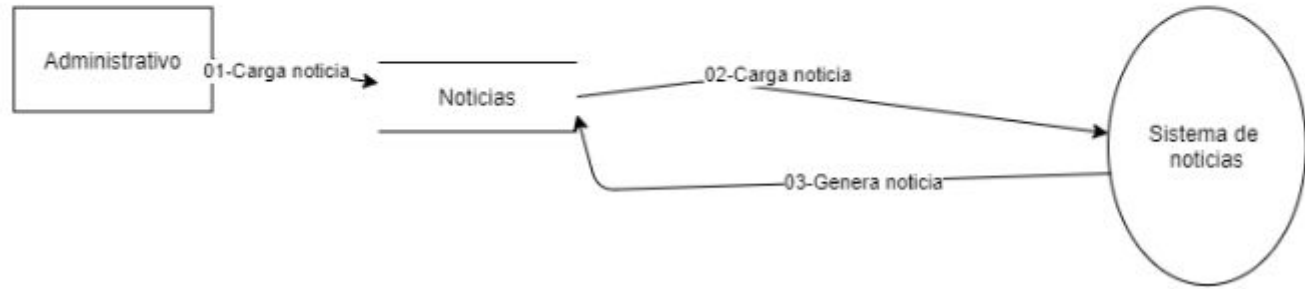 Administrativo
01-Carga noticia
Noticias
02-Carga noticia
Sistema de
noticias
03-Genera noticia